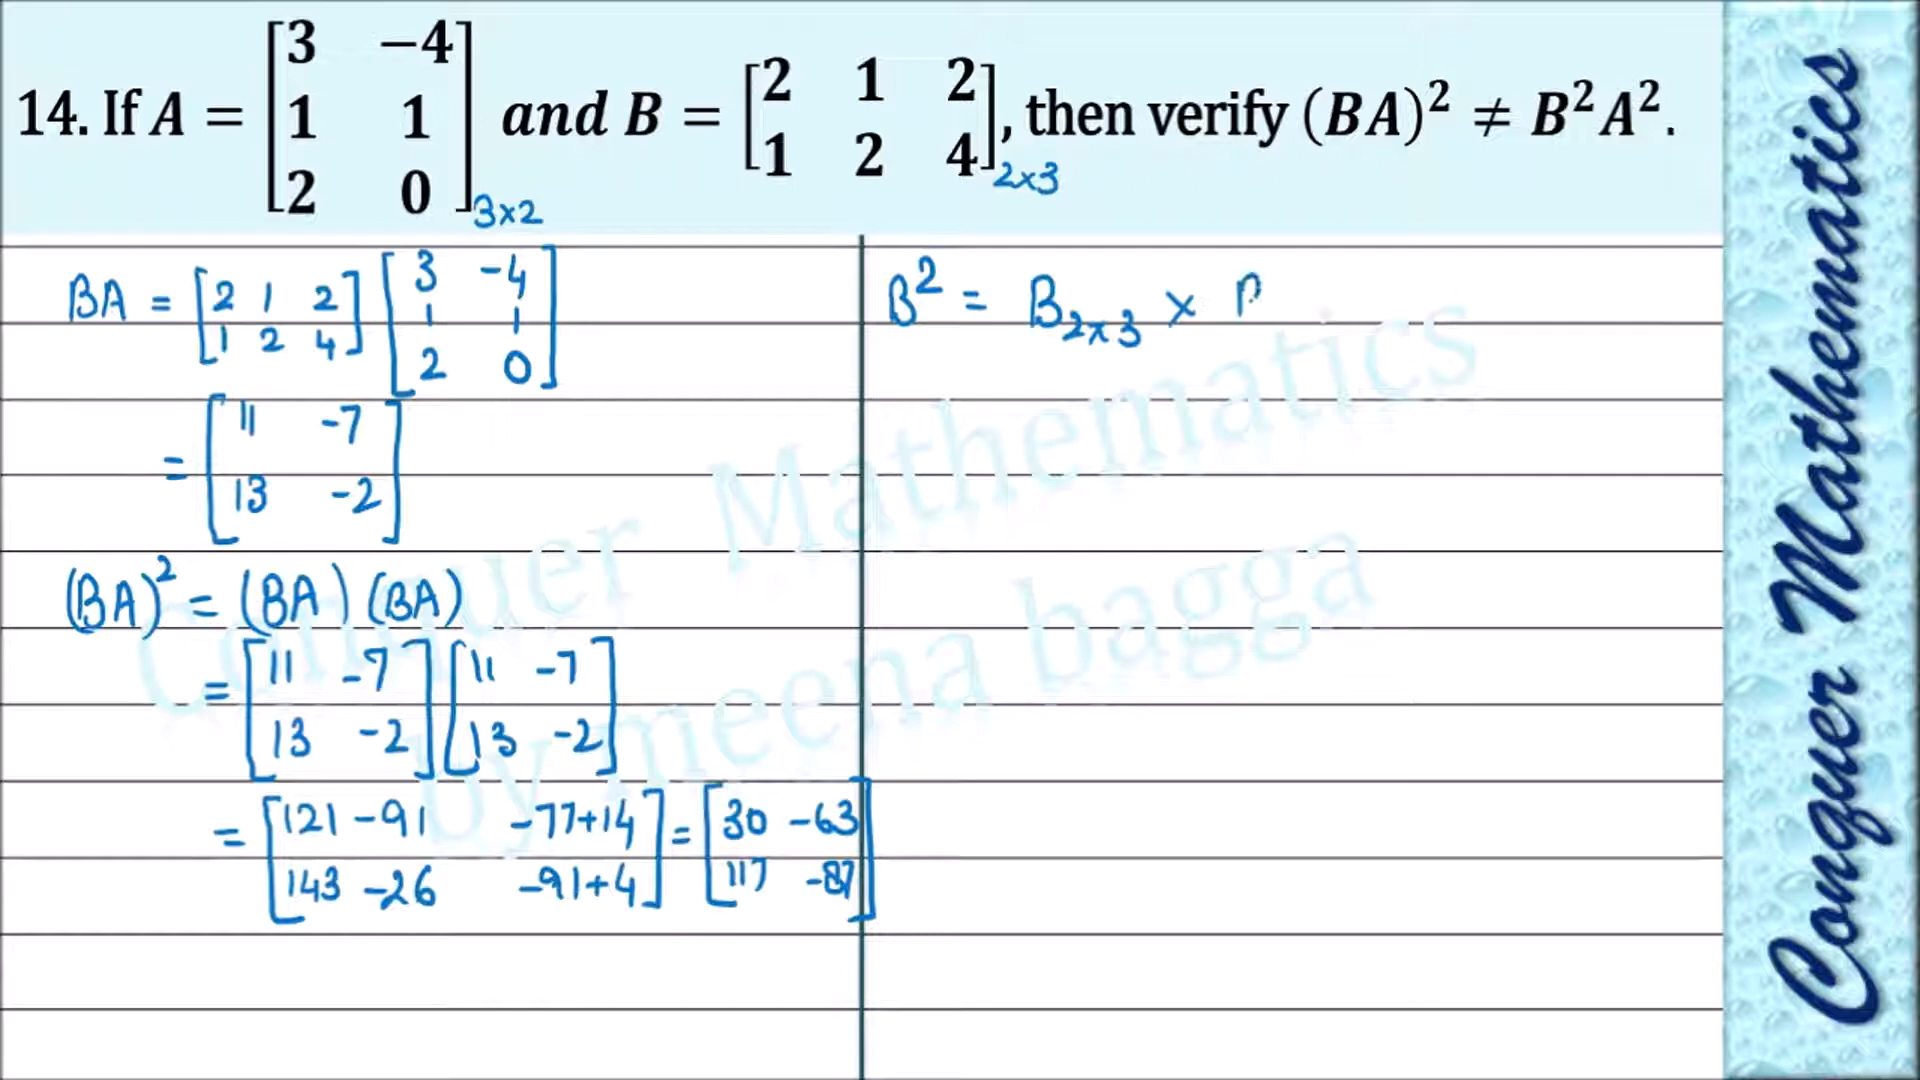 14. If A = [3 -4; 1 1; 2 0] 3×2 and B = [2 1 2; 1 2 4] 2×3, then verify (BA)² ≠ B²A².
BA = [2 1 2; 1 2 4] [3 -4; 1 1; 2 0]
= [11 -7; 13 -2]
(BA)² = (BA) (BA)
= [11 -7; 13 -2] [11 -7; 13 -2]
= [121-91 -77+14; 143-26 -91+4] = [30 -63; 117 -87]
B² = B 2×3 ×
Conquer Mathematics
by meena bagga
Conquer Mathematics